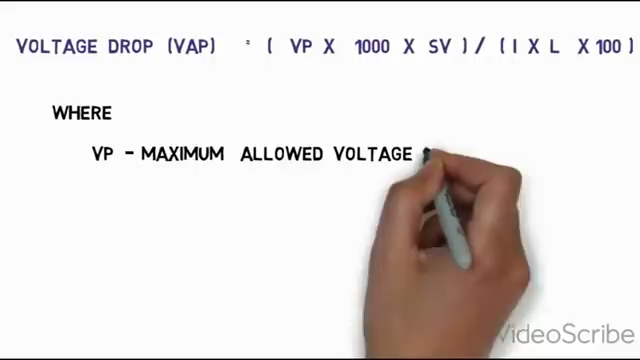 VOLTAGE DROP (VAP) = ( VP X 1000 X SV ) / ( I X L X 100 )
WHERE
VP - MAXIMUM ALLOWED VOLTAGE
VideoScribe